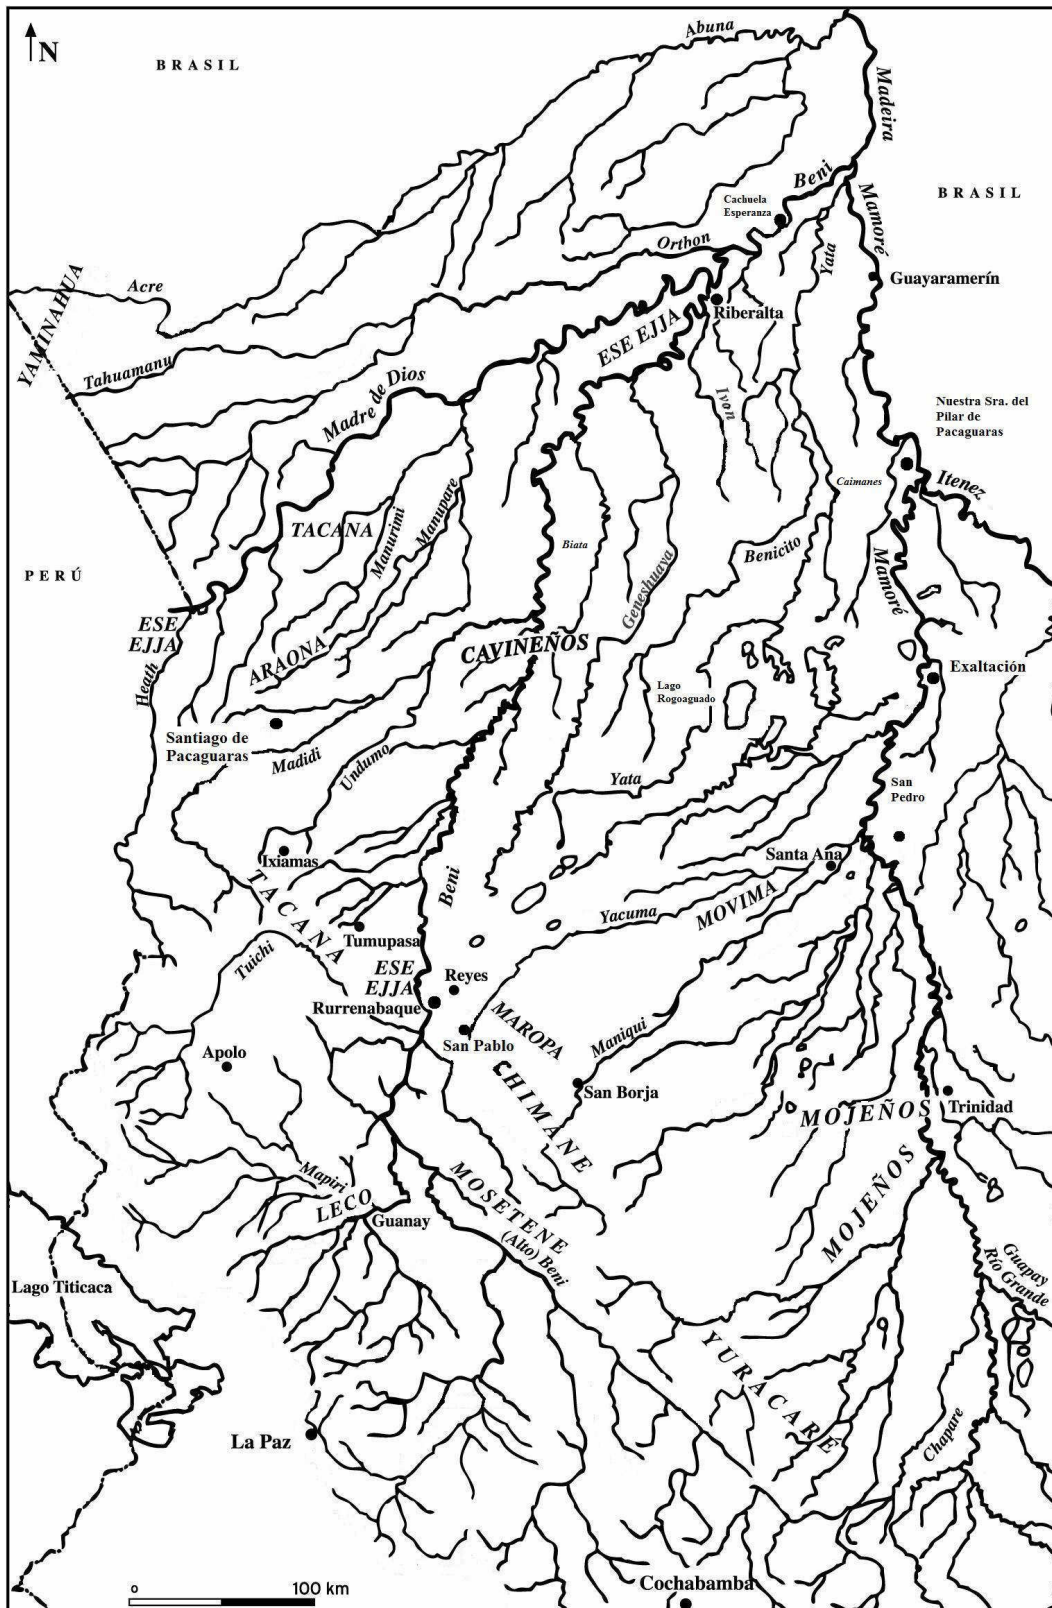 Abuna
N
BRASIL
Madeira
Beni
Mamoré
BRASIL
Cachuela
Esperanza
Orthon
Yata
Guayaramerín
Acre
YAMINAHUA
Riberalta
ESE EJJA
Tahuamanu
Madre de Dios
Ivon
Nuestra Sra. del
Pilar de
Pacaguaras
Itenez
Caimanes
Manupare
Manurimi
TACANA
Biata
Benicito
Mamoré
PERÚ
Geneshuaya
ESE
EJJA
ARAONA
CAVINEÑOS
Exaltación
Heath
Lago
Rogoaguado
Santiago de
Pacaguaras
Madidi
Undumo
Yata
San
Pedro
Ixiamas
Santa Ana
TACANA
Beni
MOVIMA
Yacuma
Tumupasa
Tuichi
ESE
EJJA
Reyes
Rurrenabaque
MAROPA
Maniqui
San Pablo
Apolo
CHIMANE
San Borja
MOJEÑOS
Trinidad
Mapiri
LECO
MOSETENE
MOJEÑOS
Guanay
(Alto) Beni
Guapay
Río Grande
Lago Titicaca
YURACARÉ
Chapare
La Paz
Cochabamba
0 100 km